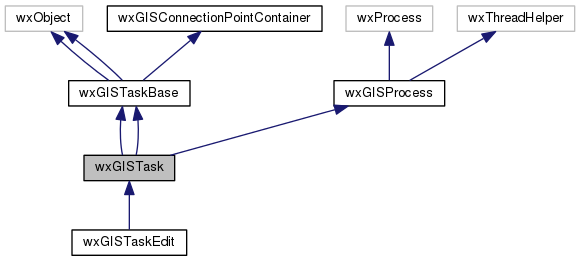 wxObject
wxGISConnectionPointContainer
wxProcess
wxThreadHelper
wxGISTaskBase
wxGISProcess
wxGISTask
wxGISTaskEdit